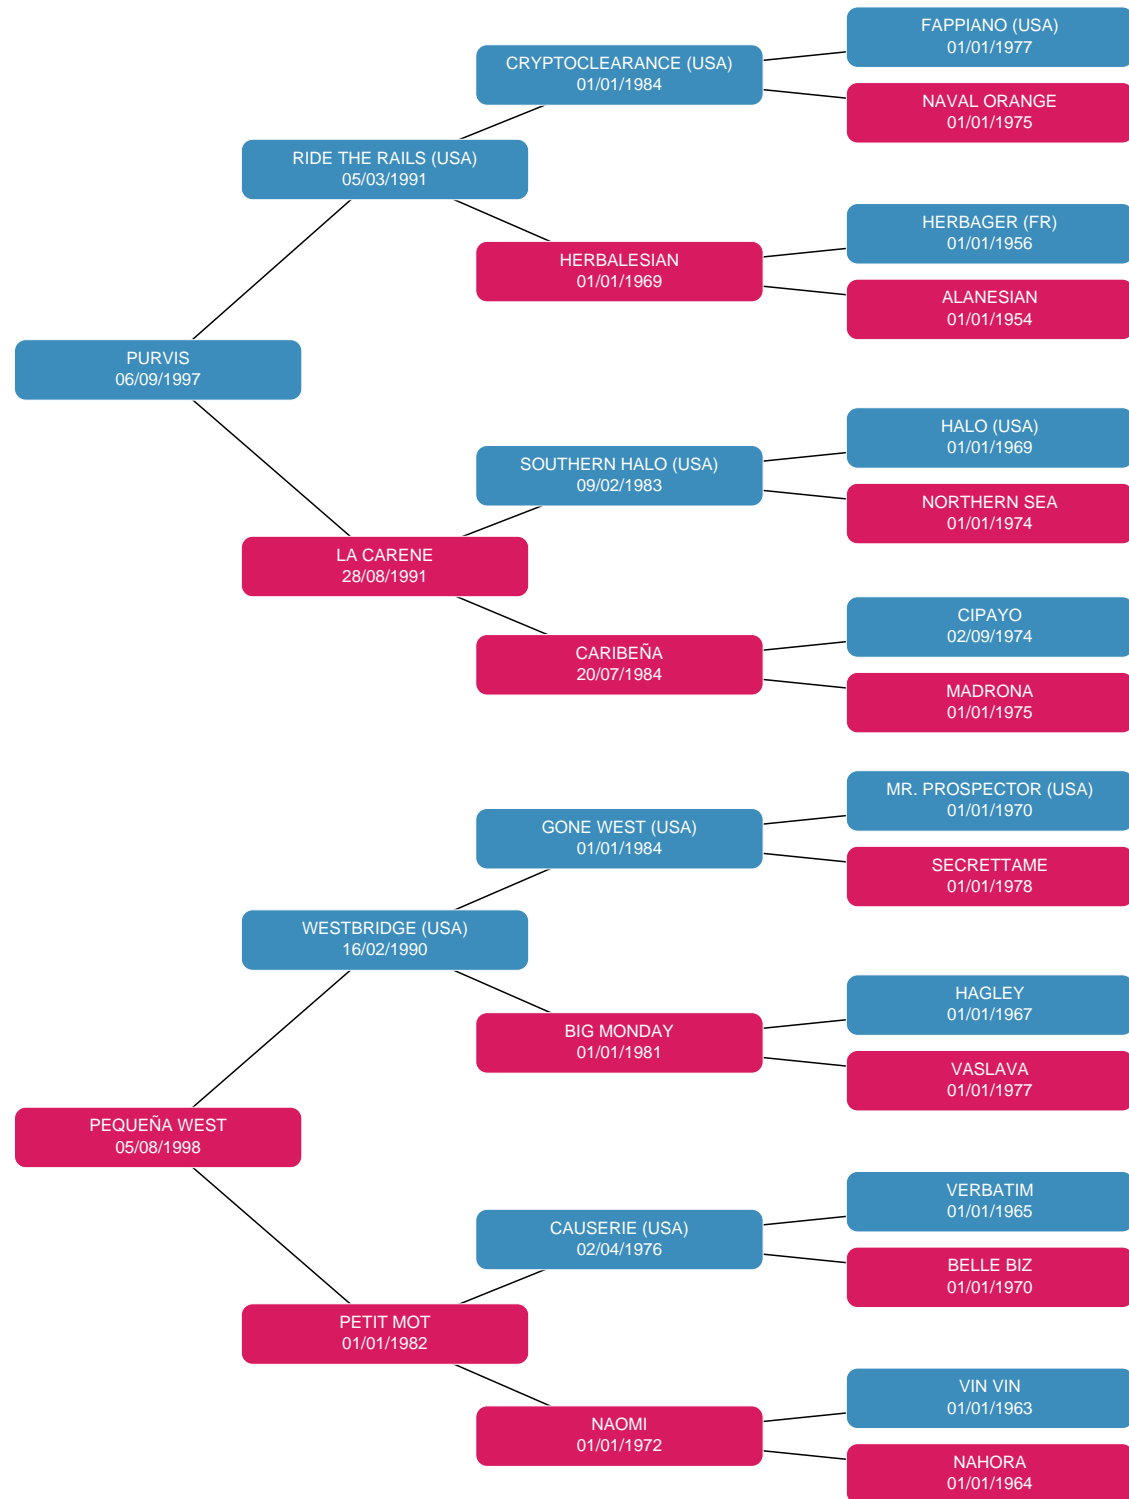 FAPPIANO (USA)
01/01/1977
CRYPTOCLEARANCE (USA)
01/01/1984
NAVAL ORANGE
01/01/1975
RIDE THE RAILS (USA)
05/03/1991
HERBAGER (FR)
01/01/1956
HERBALESIAN
01/01/1969
ALANESIAN
01/01/1954
PURVIS
06/09/1997
HALO (USA)
01/01/1969
SOUTHERN HALO (USA)
09/02/1983
NORTHERN SEA
01/01/1974
LA CARENE
28/08/1991
CIPAYO
02/09/1974
CARIBEÑA
20/07/1984
MADRONA
01/01/1975
MR. PROSPECTOR (USA)
01/01/1970
GONE WEST (USA)
01/01/1984
SECRETTAME
01/01/1978
WESTBRIDGE (USA)
16/02/1990
HAGLEY
01/01/1967
BIG MONDAY
01/01/1981
VASLAVA
01/01/1977
PEQUEÑA WEST
05/08/1998
VERBATIM
01/01/1965
CAUSERIE (USA)
02/04/1976
BELLE BIZ
01/01/1970
PETIT MOT
01/01/1982
VIN VIN
01/01/1963
NAOMI
01/01/1972
NAHORA
01/01/1964